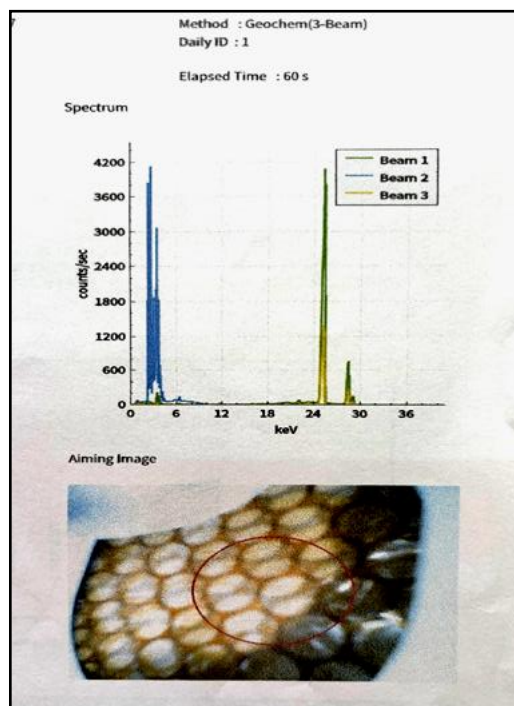 Method : Geochem(3-Beam)
Daily ID : 1
Elapsed Time : 60 s
Spectrum
4200
3600
3000
2400
1800
1200
600
0
counts/sec
Beam 1
Beam 2
Beam 3
0 6 12 18 24 30 36
keV
Aiming Image